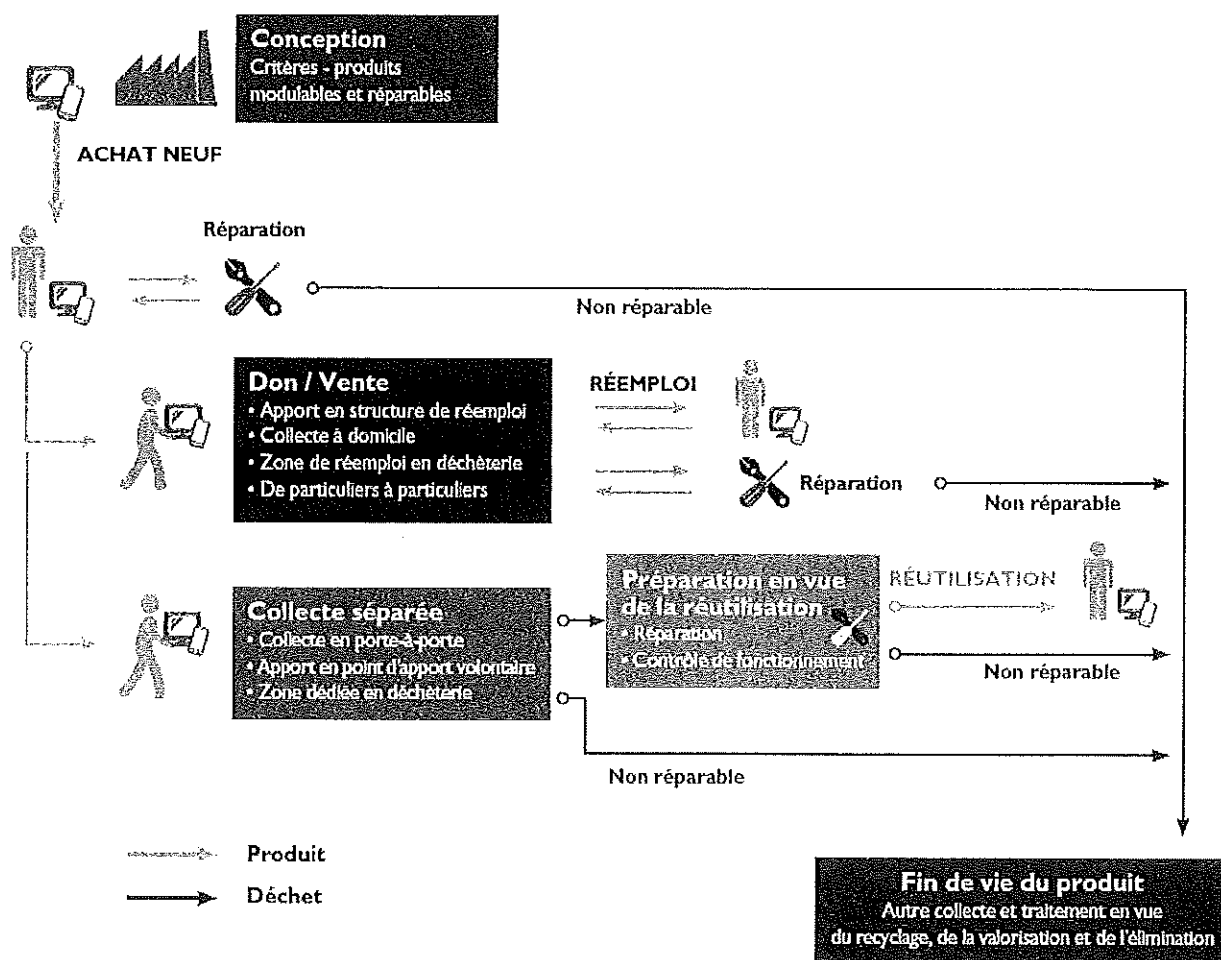 Conception
Critères - produits
modulables et réparables
ACHAT NEUF
Réparation
Non réparable
Don / Vente
• Apport en structure de réemploi
• Collecte à domicile
• Zone de réemploi en déchèterie
• De particuliers à particuliers
RÉEMPLOI
Réparation
Non réparable
Collecte séparée
• Collecte en porte-à-porte
• Apport en point d'apport volontaire
• Zone dédiée en déchèterie
Préparation en vue
de la réutilisation
• Réparation
• Contrôle de fonctionnement
RÉUTILISATION
Non réparable
Non réparable
Produit
Déchet
Fin de vie du produit
Autre collecte et traitement en vue
du recyclage, de la valorisation et de l'élimination